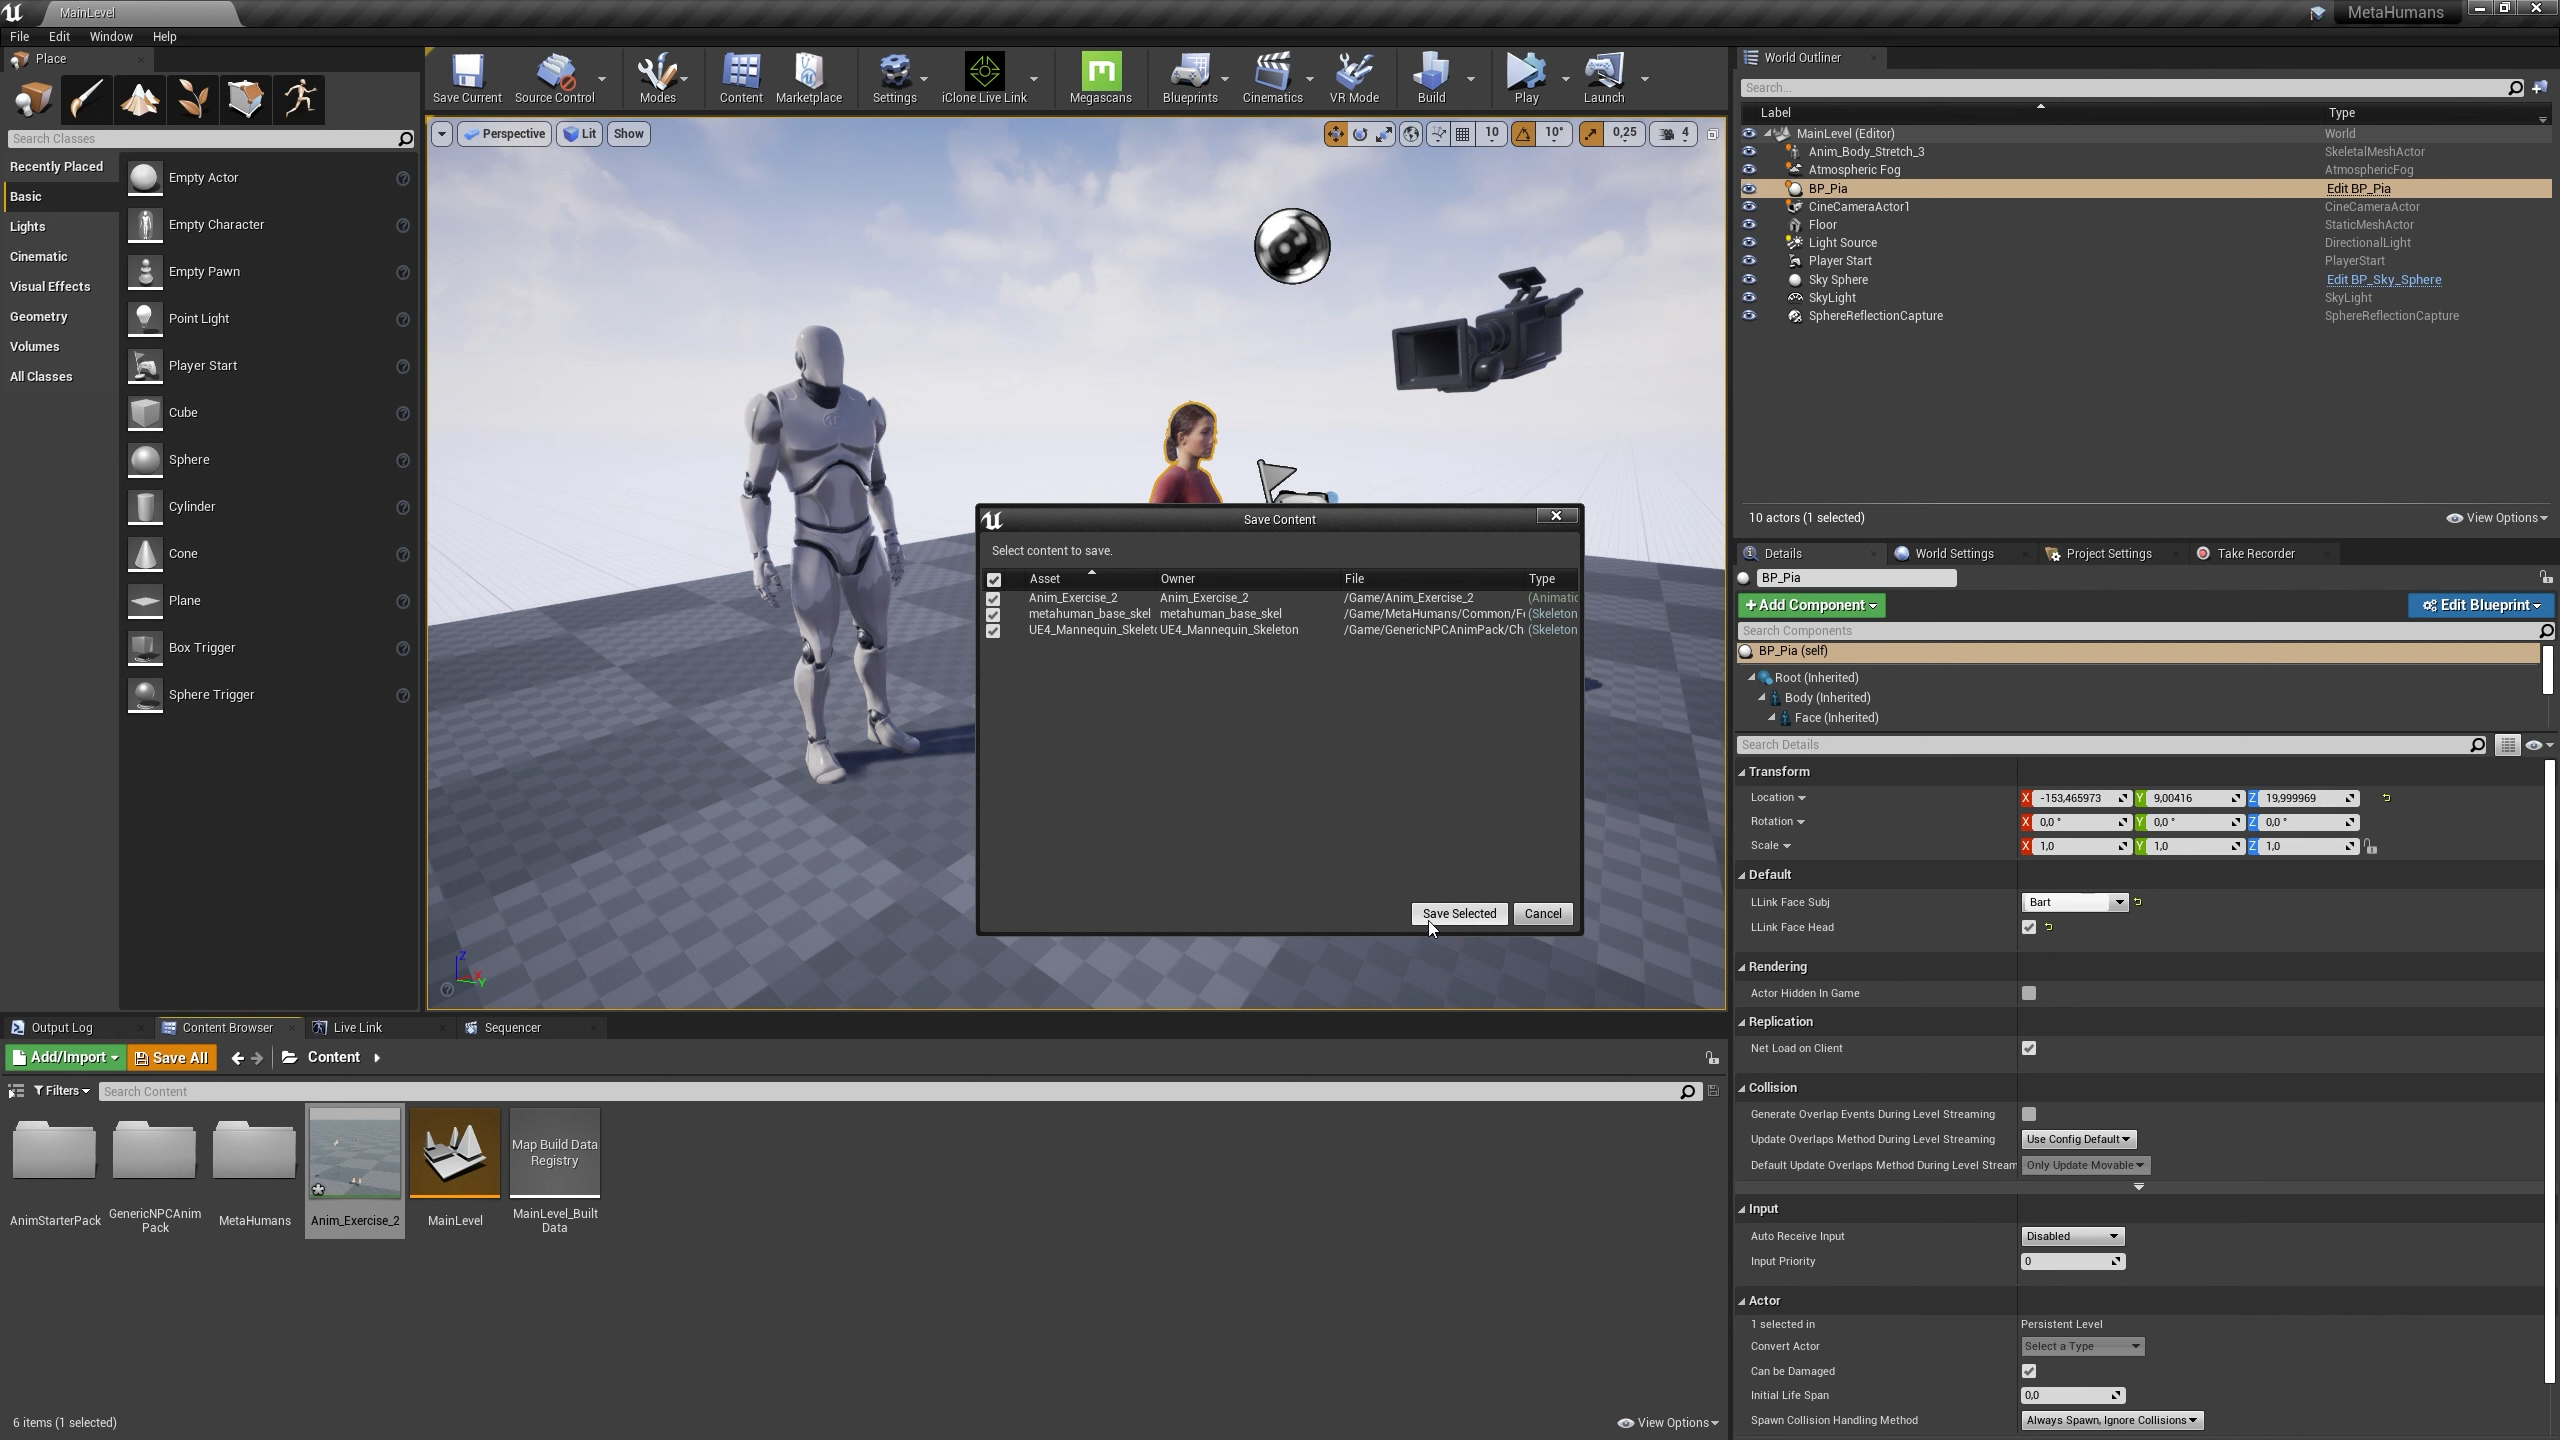 MainLevel
MetaHumans
File Edit Window Help
Place
Search Classes
Recently Placed
Basic
Lights
Cinematic
Visual Effects
Geometry
Volumes
All Classes
Empty Actor
Empty Character
Empty Pawn
Point Light
Player Start
Cube
Sphere
Cylinder
Cone
Plane
Box Trigger
Sphere Trigger
Save Current Source Control Modes Content Marketplace Settings iClone Live Link Megascans Blueprints Cinematics VR Mode Build Play Launch
Perspective Lit Show
10 10° 0,25 4
Save Content
Select content to save.
Asset Owner File Type
Anim_Exercise_2 Anim_Exercise_2 /Game/Anim_Exercise_2 (Animatic
metahuman_base_skel metahuman_base_skel /Game/MetaHumans/Common/F (Skeleton
UE4_Mannequin_Skelet UE4_Mannequin_Skeleton /Game/GenericNPCAnimPack/Ch (Skeleton
Save Selected Cancel
Z X Y
World Outliner
Search...
Label Type
MainLevel (Editor) World
Anim_Body_Stretch_3 SkeletalMeshActor
Atmospheric Fog AtmosphericFog
BP_Pia Edit BP_Pia
CineCameraActor1 CineCameraActor
Floor StaticMeshActor
Light Source DirectionalLight
Player Start PlayerStart
Sky Sphere Edit BP_Sky_Sphere
SkyLight SkyLight
SphereReflectionCapture SphereReflectionCapture
10 actors (1 selected) View Options
Details World Settings Project Settings Take Recorder
BP_Pia
+Add Component Edit Blueprint
Search Components
BP_Pia (self)
Root (Inherited)
Body (Inherited)
Face (Inherited)
Search Details
Transform
Location X -153,465973 Y 9,00416 Z 19,999969
Rotation X 0,0 ° Y 0,0 ° Z 0,0 °
Scale X 1,0 Y 1,0 Z 1,0
Default
LLink Face Subj Bart
LLink Face Head
Rendering
Actor Hidden In Game
Replication
Net Load on Client
Collision
Generate Overlap Events During Level Streaming
Update Overlaps Method During Level Streaming Use Config Default
Default Update Overlaps Method During Level Stream Only Update Movable
Input
Auto Receive Input Disabled
Input Priority 0
Actor
1 selected in Persistent Level
Convert Actor Select a Type
Can be Damaged
Initial Life Span 0,0
Spawn Collision Handling Method Always Spawn, Ignore Collisions
Output Log Content Browser Live Link Sequencer
Add/Import Save All Content
Filters Search Content
Map Build Data
Registry
AnimStarterPack
GenericNPCAnim
Pack
MetaHumans
Anim_Exercise_2
MainLevel
MainLevel_Built
Data
6 items (1 selected) View Options